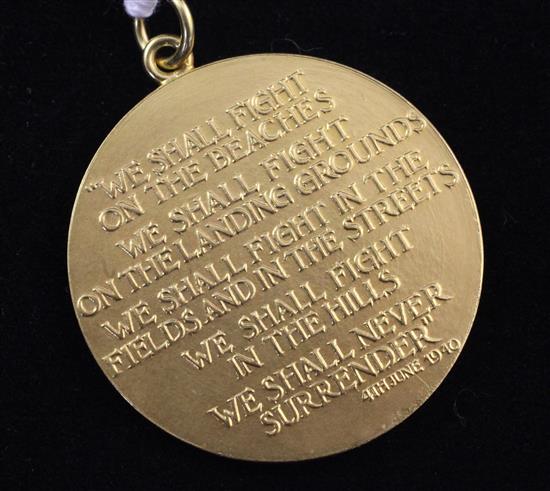 "WE SHALL FIGHT
ON THE BEACHES
WE SHALL FIGHT
ON THE LANDING GROUNDS
WE SHALL FIGHT IN THE
FIELDS, AND IN THE STREETS
WE SHALL FIGHT
IN THE HILLS
WE SHALL NEVER
SURRENDER"
4TH JUNE 1940